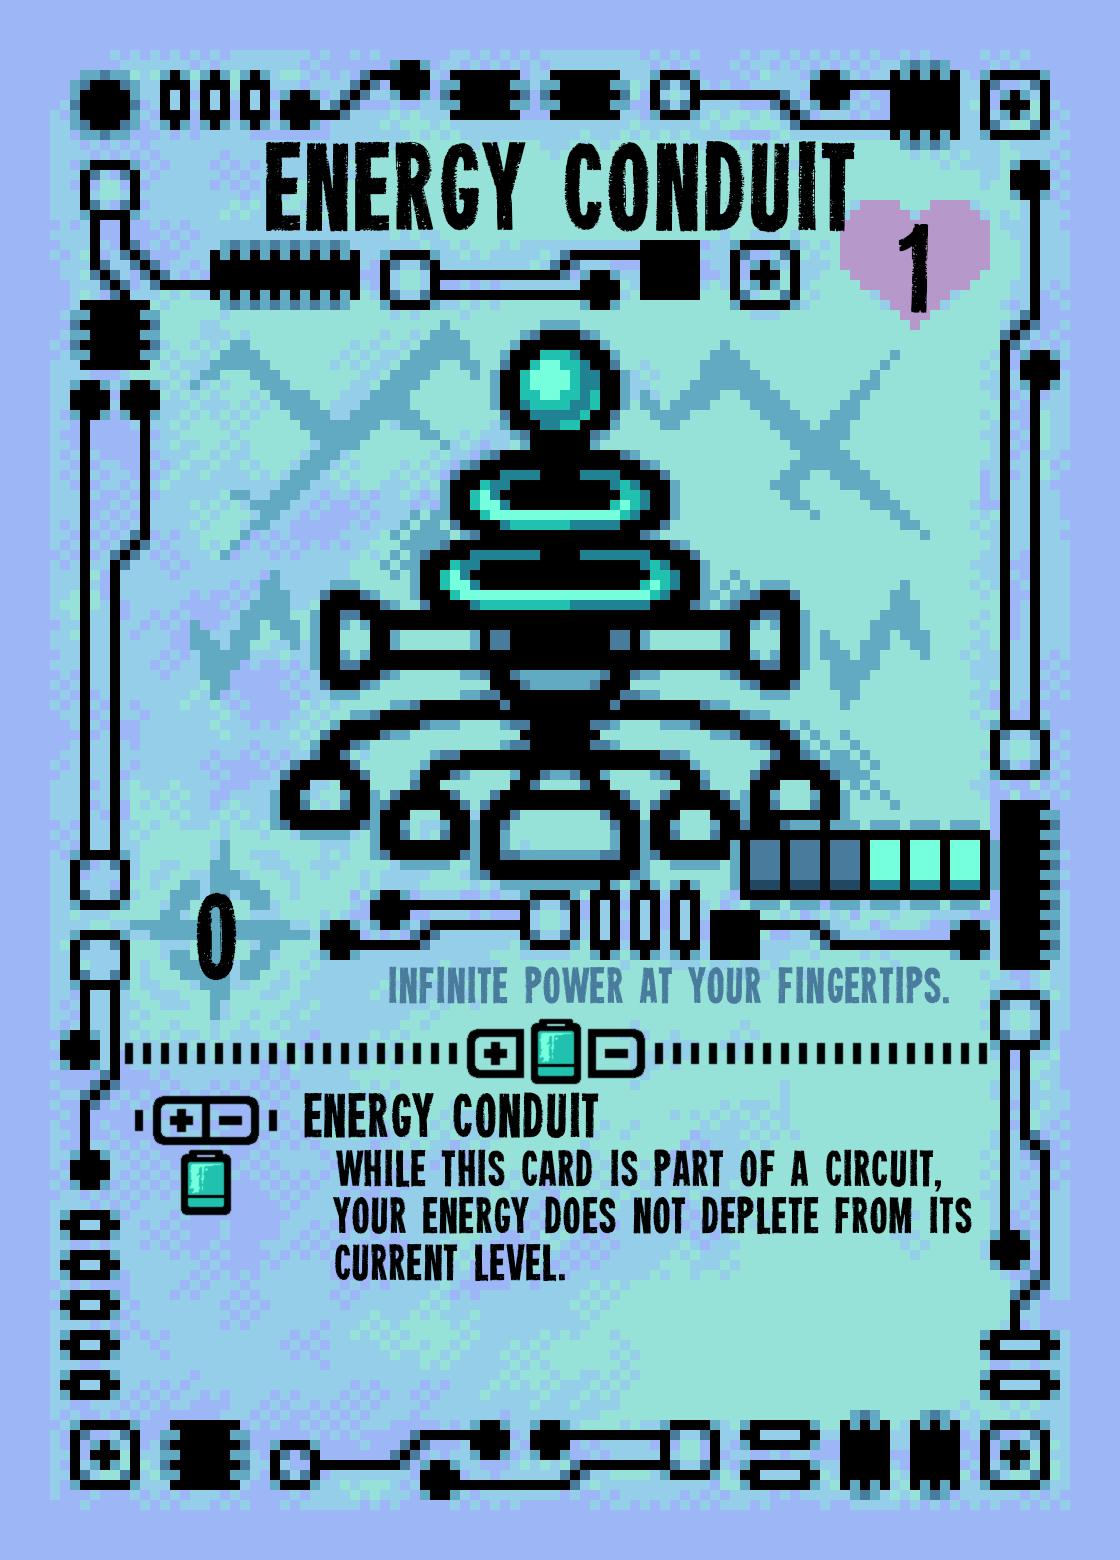 ENERGY CONDUIT
1
0
INFINITE POWER AT YOUR FINGERTIPS.
ENERGY CONDUIT
WHILE THIS CARD IS PART OF A CIRCUIT,
YOUR ENERGY DOES NOT DEPLETE FROM ITS
CURRENT LEVEL.